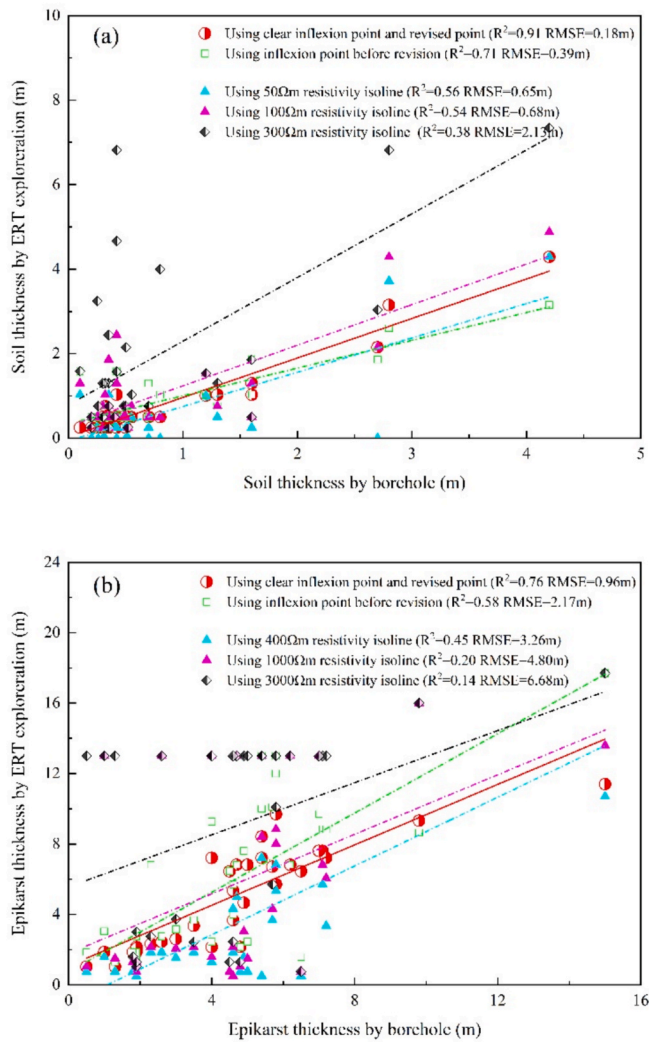 (a)
Using clear inflexion point and revised point (R²=0.91 RMSE=0.18m)
Using inflexion point before revision (R²=0.71 RMSE=0.39m)
Using 50Ωm resistivity isoline (R²=0.56 RMSE=0.65m)
Using 100Ωm resistivity isoline (R²=0.54 RMSE=0.68m)
Using 300Ωm resistivity isoline (R²=0.38 RMSE=2.13m)
Soil thickness by ERT exploreration (m)
10
8
6
4
2
0
0 1 2 3 4 5
Soil thickness by borehole (m)
(b)
Using clear inflexion point and revised point (R²=0.76 RMSE=0.96m)
Using inflexion point before revision (R²=0.58 RMSE=2.17m)
Using 400Ωm resistivity isoline (R²=0.45 RMSE=3.26m)
Using 1000Ωm resistivity isoline (R²=0.20 RMSE=4.80m)
Using 3000Ωm resistivity isoline (R²=0.14 RMSE=6.68m)
Epikarst thickness by ERT exploreration (m)
24
20
16
12
8
4
0
0 4 8 12 16
Epikarst thickness by borehole (m)